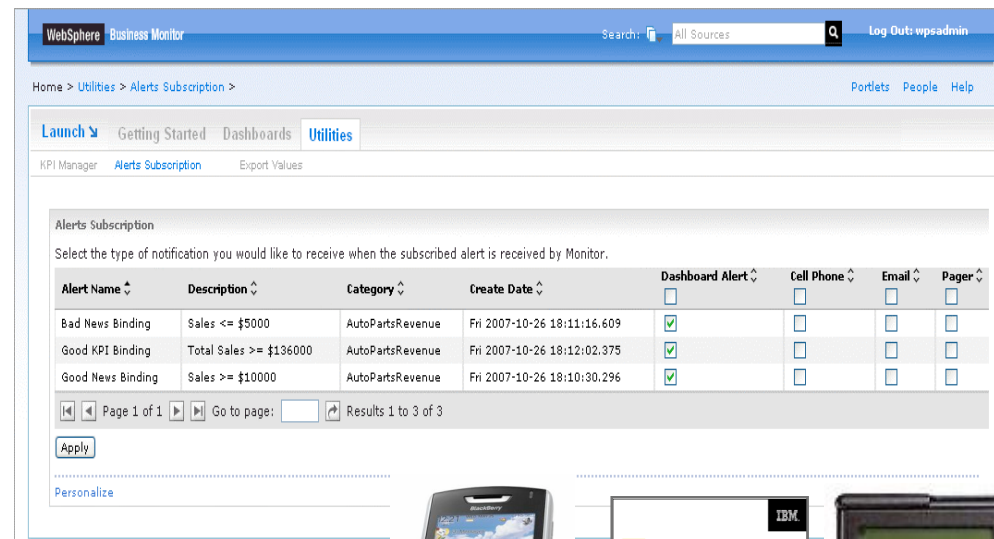 WebSphere Business Monitor Search: All Sources Log Out: wpsadmin
Home > Utilities > Alerts Subscription > Portlets People Help
Launch Getting Started Dashboards Utilities
KPI Manager Alerts Subscription Export Values
Alerts Subscription
Select the type of notification you would like to receive when the subscribed alert is received by Monitor.
Alert Name Description Category Create Date Dashboard Alert Cell Phone Email Pager
Bad News Binding Sales <= $5000 AutoPartsRevenue Fri 2007-10-26 18:11:16.609
Good KPI Binding Total Sales >= $136000 AutoPartsRevenue Fri 2007-10-26 18:12:02.375
Good News Binding Sales >= $10000 AutoPartsRevenue Fri 2007-10-26 18:10:30.296
Page 1 of 1 Go to page: Results 1 to 3 of 3
Apply
Personalize
BlackBerry
12:21
IBM.